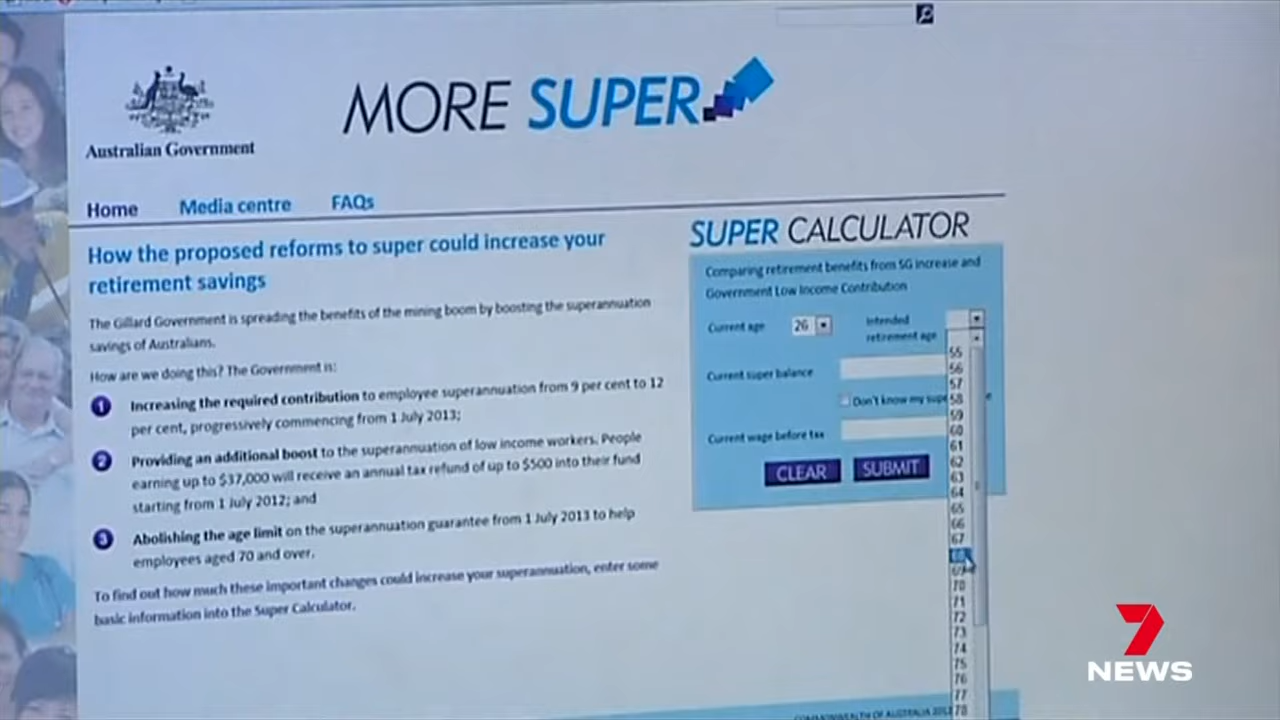 MORE SUPER
Australian Government
Home
Media centre
FAQs
How the proposed reforms to super could increase your
retirement savings
The Gillard Government is spreading the benefits of the mining boom by boosting the superannuation
savings of Australians.
How are we doing this? The Government is:
1 Increasing the required contribution to employee superannuation from 9 per cent to 12
per cent, progressively commencing from 1 July 2013;
2 Providing an additional boost to the superannuation of low income workers. People
earning up to $37,000 will receive an annual tax refund of up to $500 into their fund
starting from 1 July 2012; and
3 Abolishing the age limit on the superannuation guarantee from 1 July 2013 to help
employees aged 70 and over.
To find out how much these important changes could increase your superannuation, enter some
basic information into the Super Calculator.
SUPER CALCULATOR
Comparing retirement benefits from SG increase and
Government Low Income Contribution
Current age 26
Intended
retirement age
Current super balance
Don't know my
Current wage before tax
CLEAR SUBMIT
55
56
57
58
59
60
61
62
63
64
65
66
67
68
69
70
71
72
73
74
75
76
77
78
COMMONWEALTH OF AUSTRALIA
7
NEWS